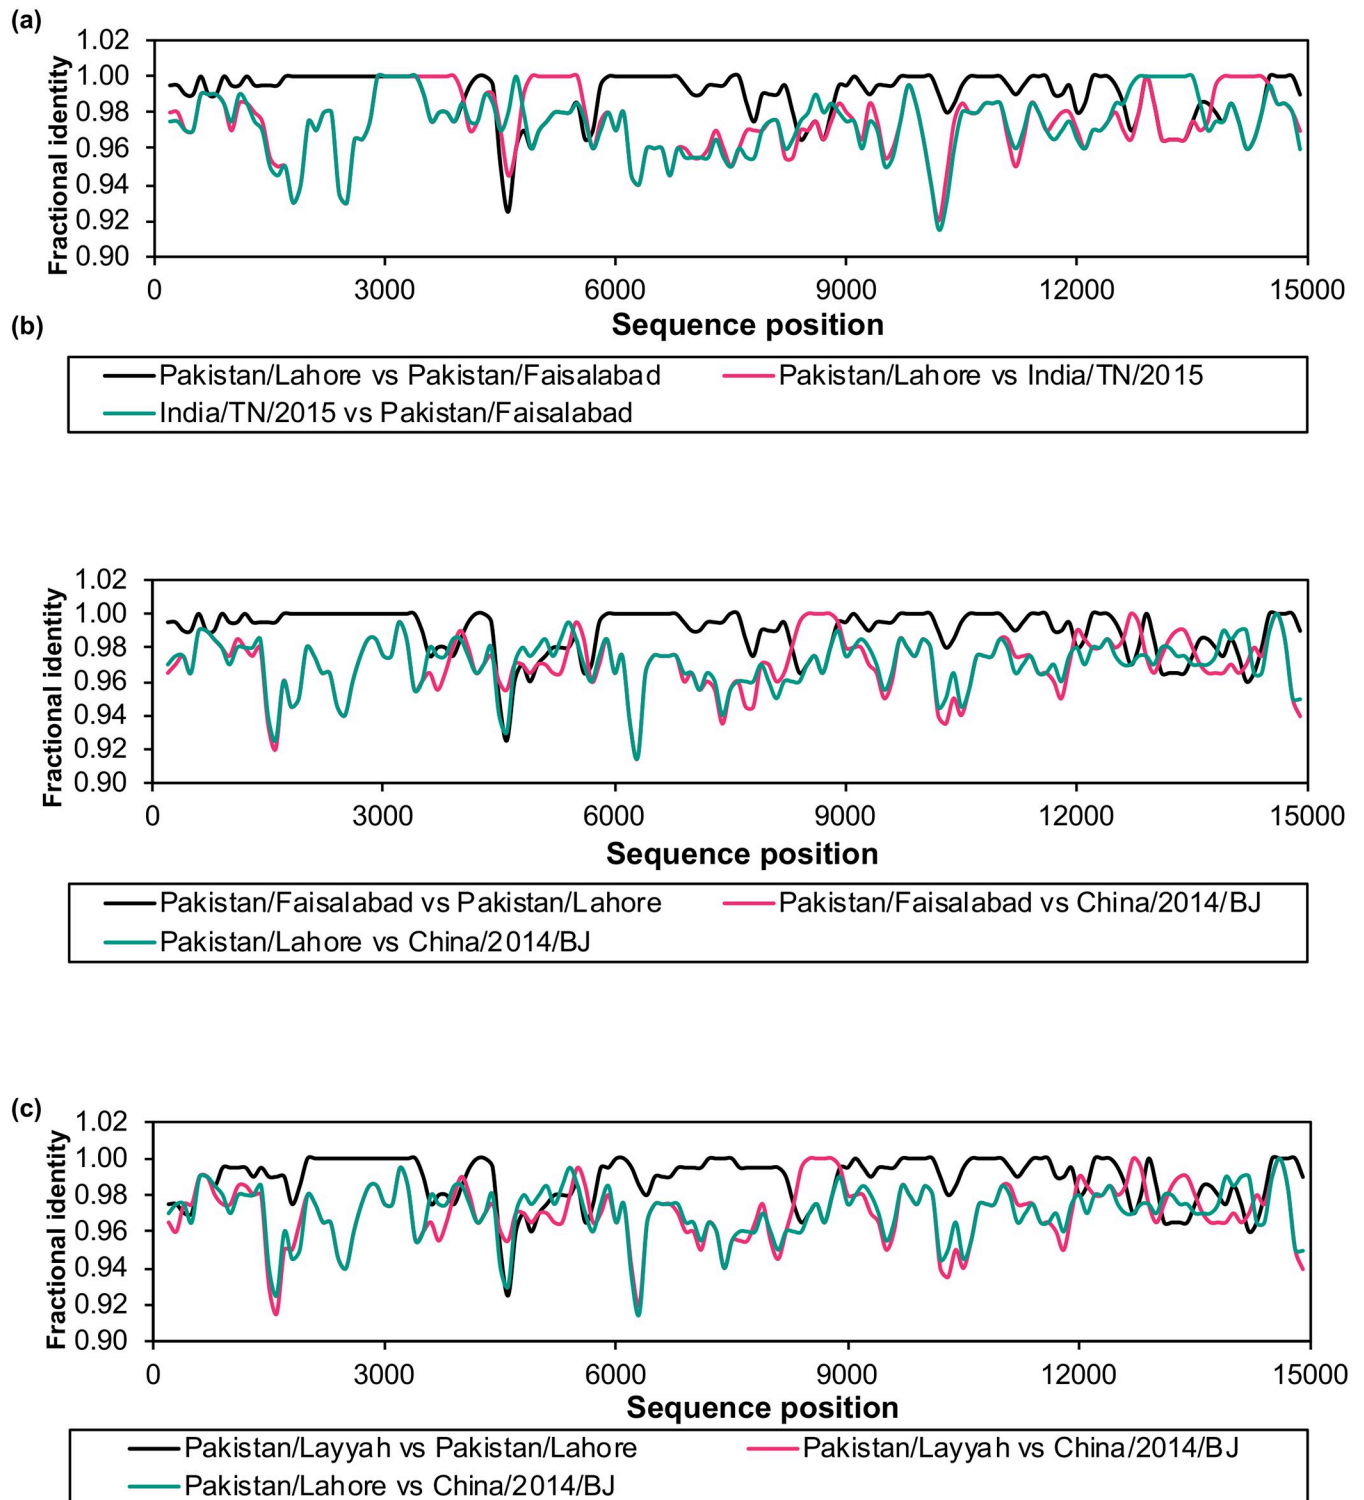 (a)
Fractional identity
1.02
1.00
0.98
0.96
0.94
0.92
0.90
0 3000 6000 9000 12000 15000
Sequence position
(b)
Pakistan/Lahore vs Pakistan/Faisalabad Pakistan/Lahore vs India/TN/2015
India/TN/2015 vs Pakistan/Faisalabad
Fractional identity
1.02
1.00
0.98
0.96
0.94
0.92
0.90
0 3000 6000 9000 12000 15000
Sequence position
Pakistan/Faisalabad vs Pakistan/Lahore Pakistan/Faisalabad vs China/2014/BJ
Pakistan/Lahore vs China/2014/BJ
(c)
Fractional identity
1.02
1.00
0.98
0.96
0.94
0.92
0.90
0 3000 6000 9000 12000 15000
Sequence position
Pakistan/Layyah vs Pakistan/Lahore Pakistan/Layyah vs China/2014/BJ
Pakistan/Lahore vs China/2014/BJ